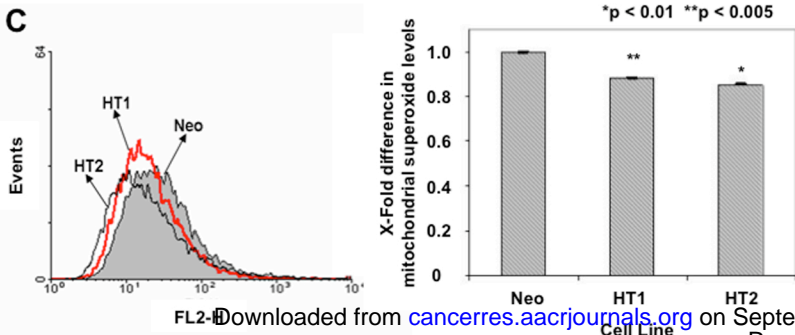 C
*p < 0.01 **p < 0.005
64
Events
0
HT1
Neo
HT2
10⁰ 10¹ 10² 10³ 10⁴
FL2-H
X-Fold difference in
mitochondrial superoxide levels
1.0
0.8
0.6
0.4
0.2
0
**
*
Neo HT1 HT2
Cell Line
Downloaded from cancerres.aacrjournals.org on Septe